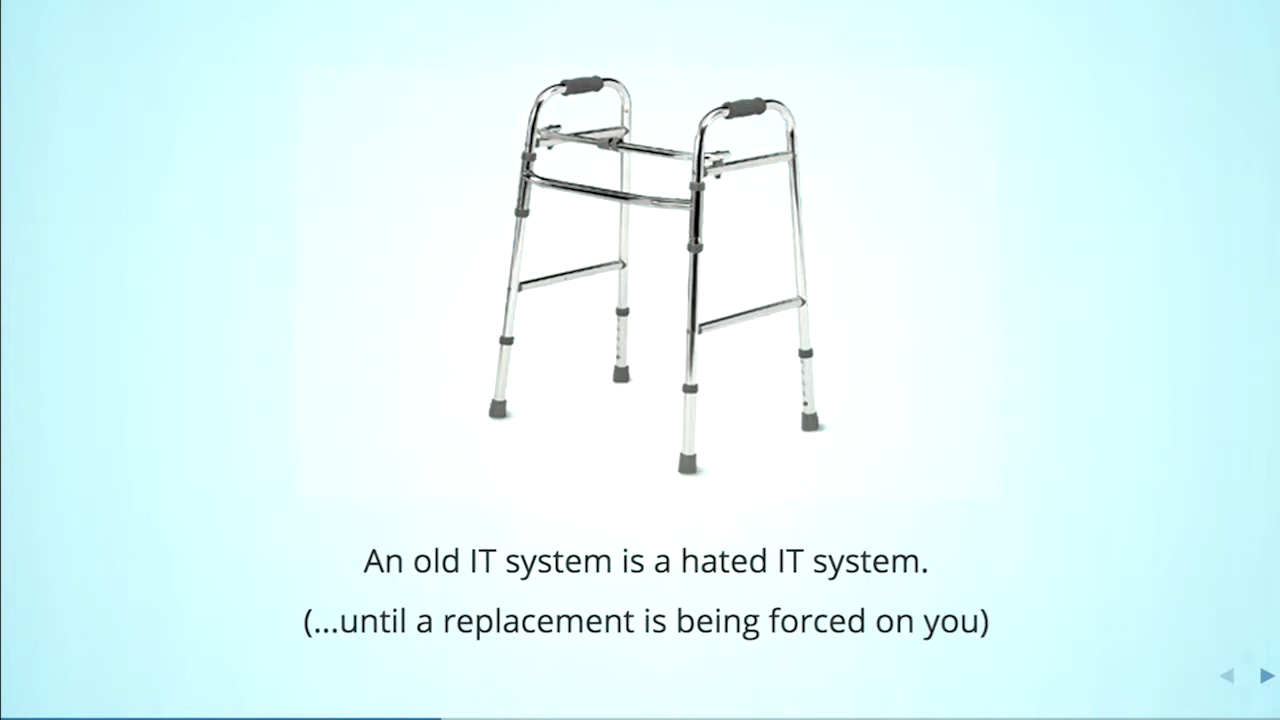 An old IT system is a hated IT system.
(...until a replacement is being forced on you)